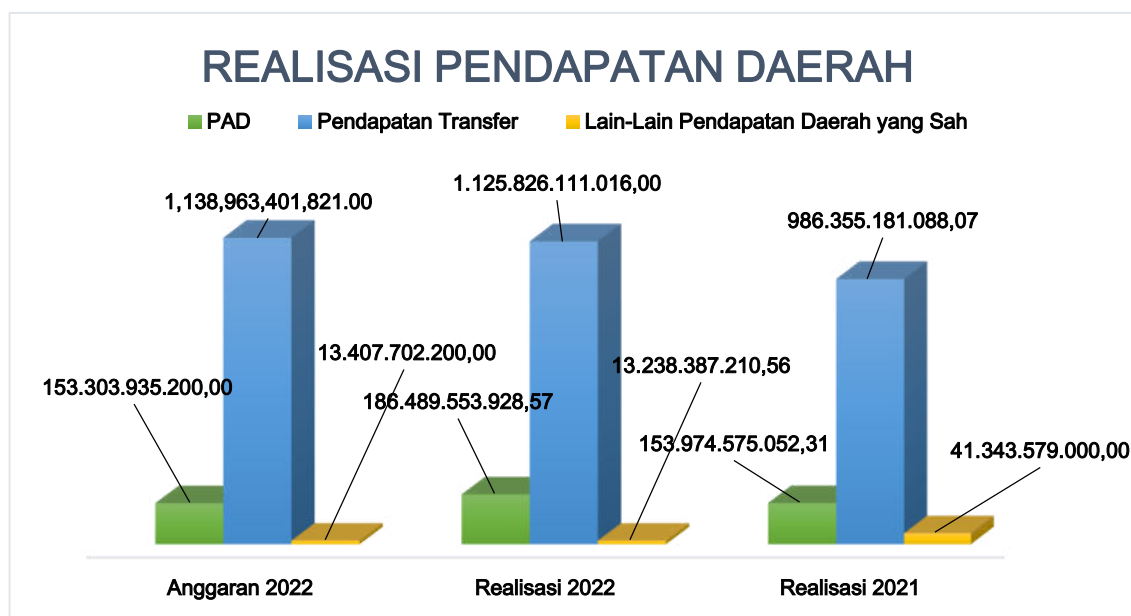 REALISASI PENDAPATAN DAERAH
PAD
Pendapatan Transfer
Lain-Lain Pendapatan Daerah yang Sah
1,138,963,401,821.00
1.125.826.111.016,00
986.355.181.088,07
13.407.702.200,00
13.238.387.210,56
153.303.935.200,00
186.489.553.928,57
153.974.575.052,31
41.343.579.000,00
Anggaran 2022
Realisasi 2022
Realisasi 2021